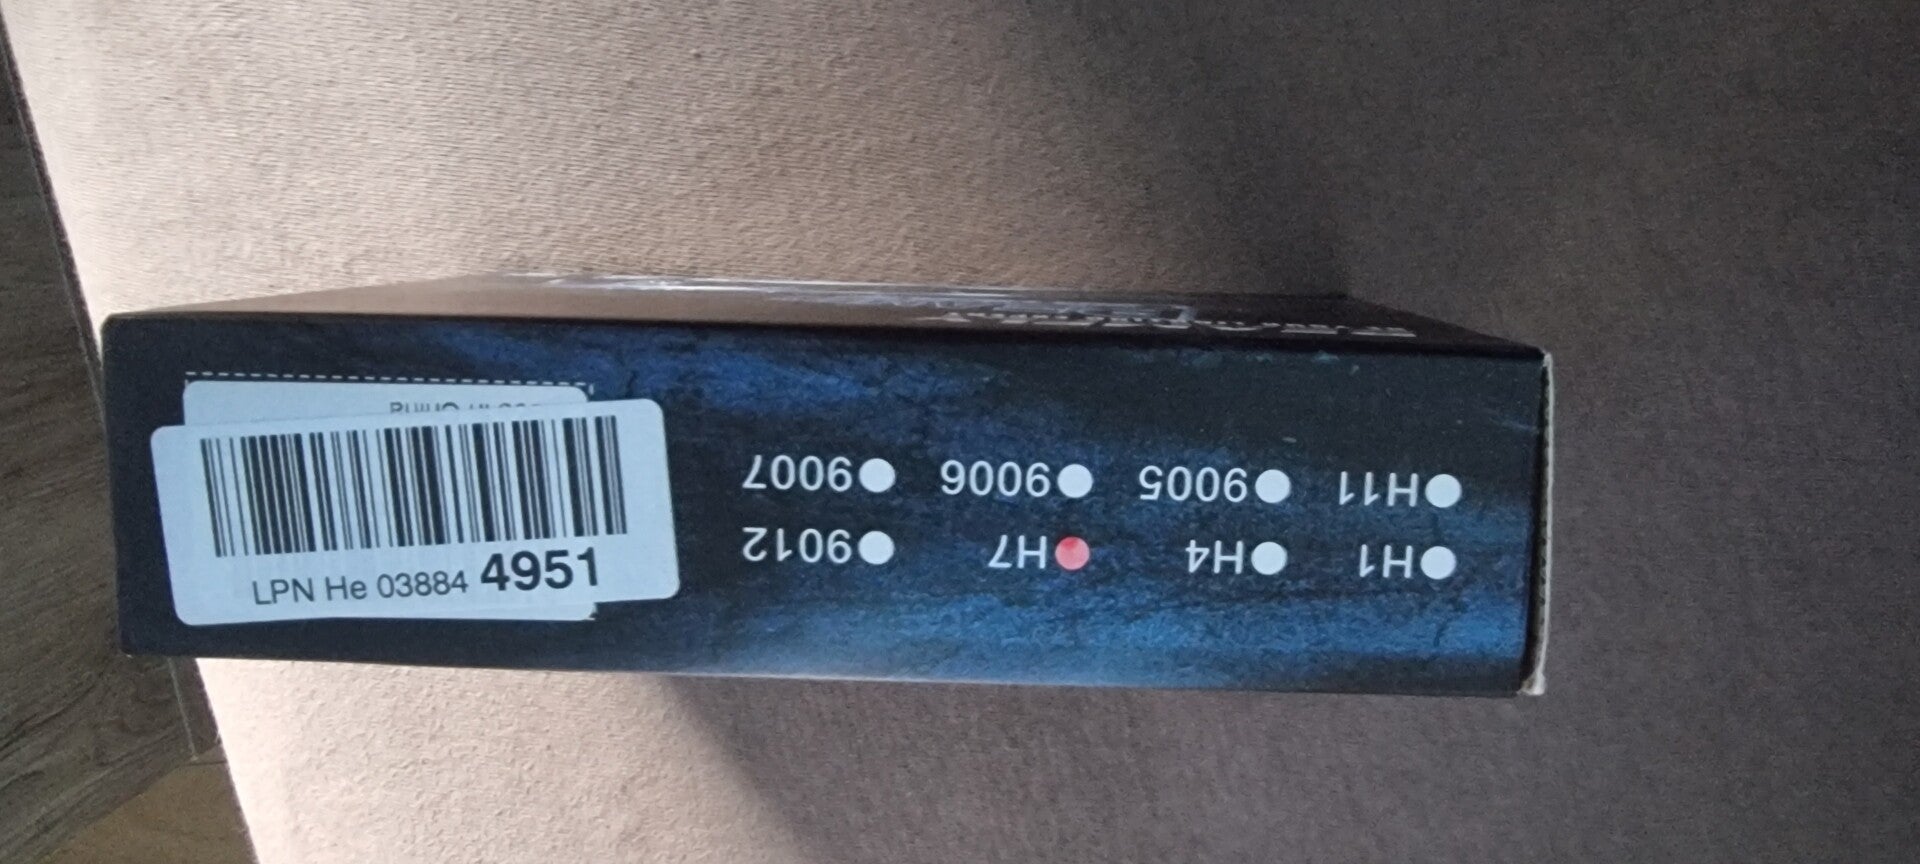 LPN He 03884 4951
H1 H4 H7 9012
H11 9005 9006 9007